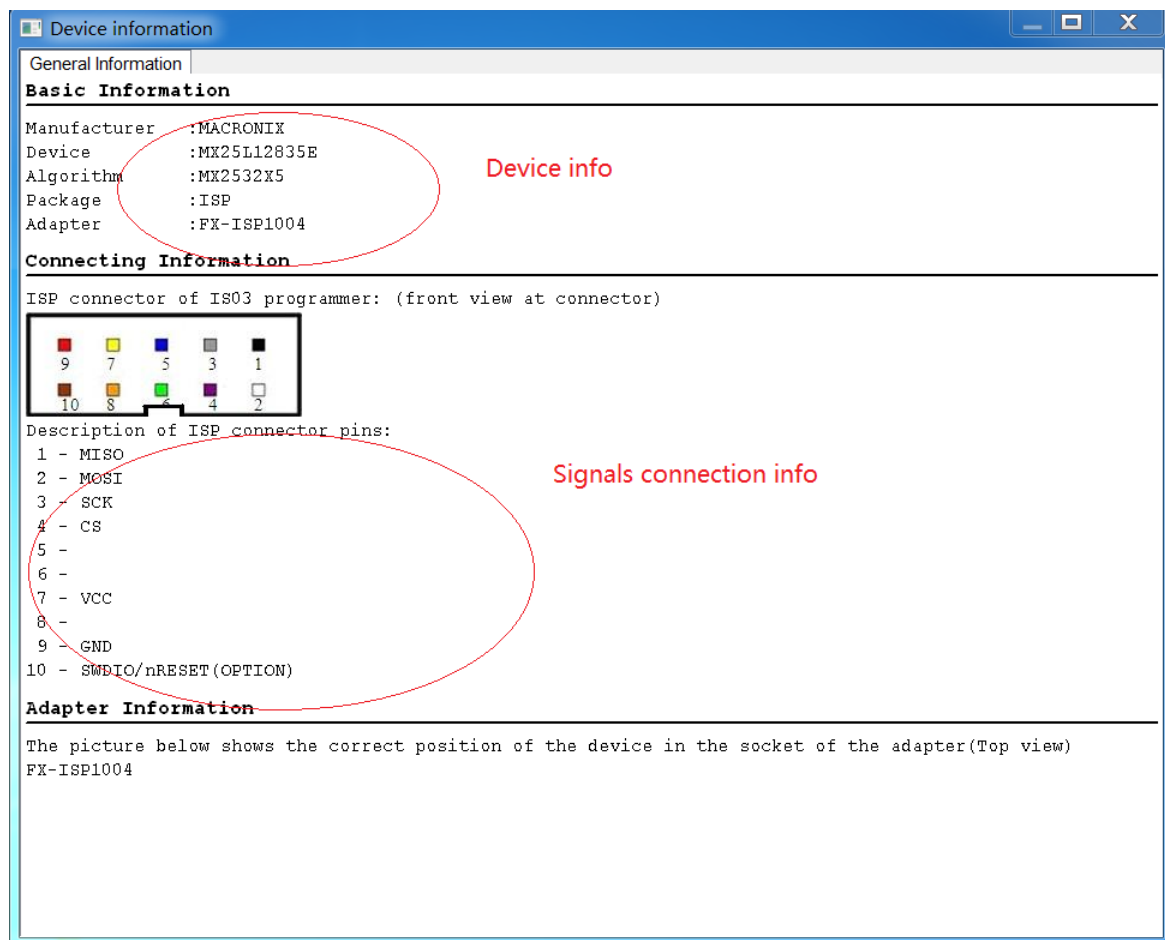 Device information
X
General Information
Basic Information
Manufacturer :MACRONIX
Device :MX25L12835E
Algorithm :MX2532X5
Package :ISP
Adapter :FX-ISP1004
Device info
Connecting Information
ISP connector of IS03 programmer: (front view at connector)
9 7 5 3 1
10 8 6 4 2
Description of ISP connector pins:
1 - MISO
2 - MOSI
3 - SCK
4 - CS
5 -
6 -
7 - VCC
8 -
9 - GND
10 - SWDIO/nRESET(OPTION)
Signals connection info
Adapter Information
The picture below shows the correct position of the device in the socket of the adapter(Top view)
FX-ISP1004